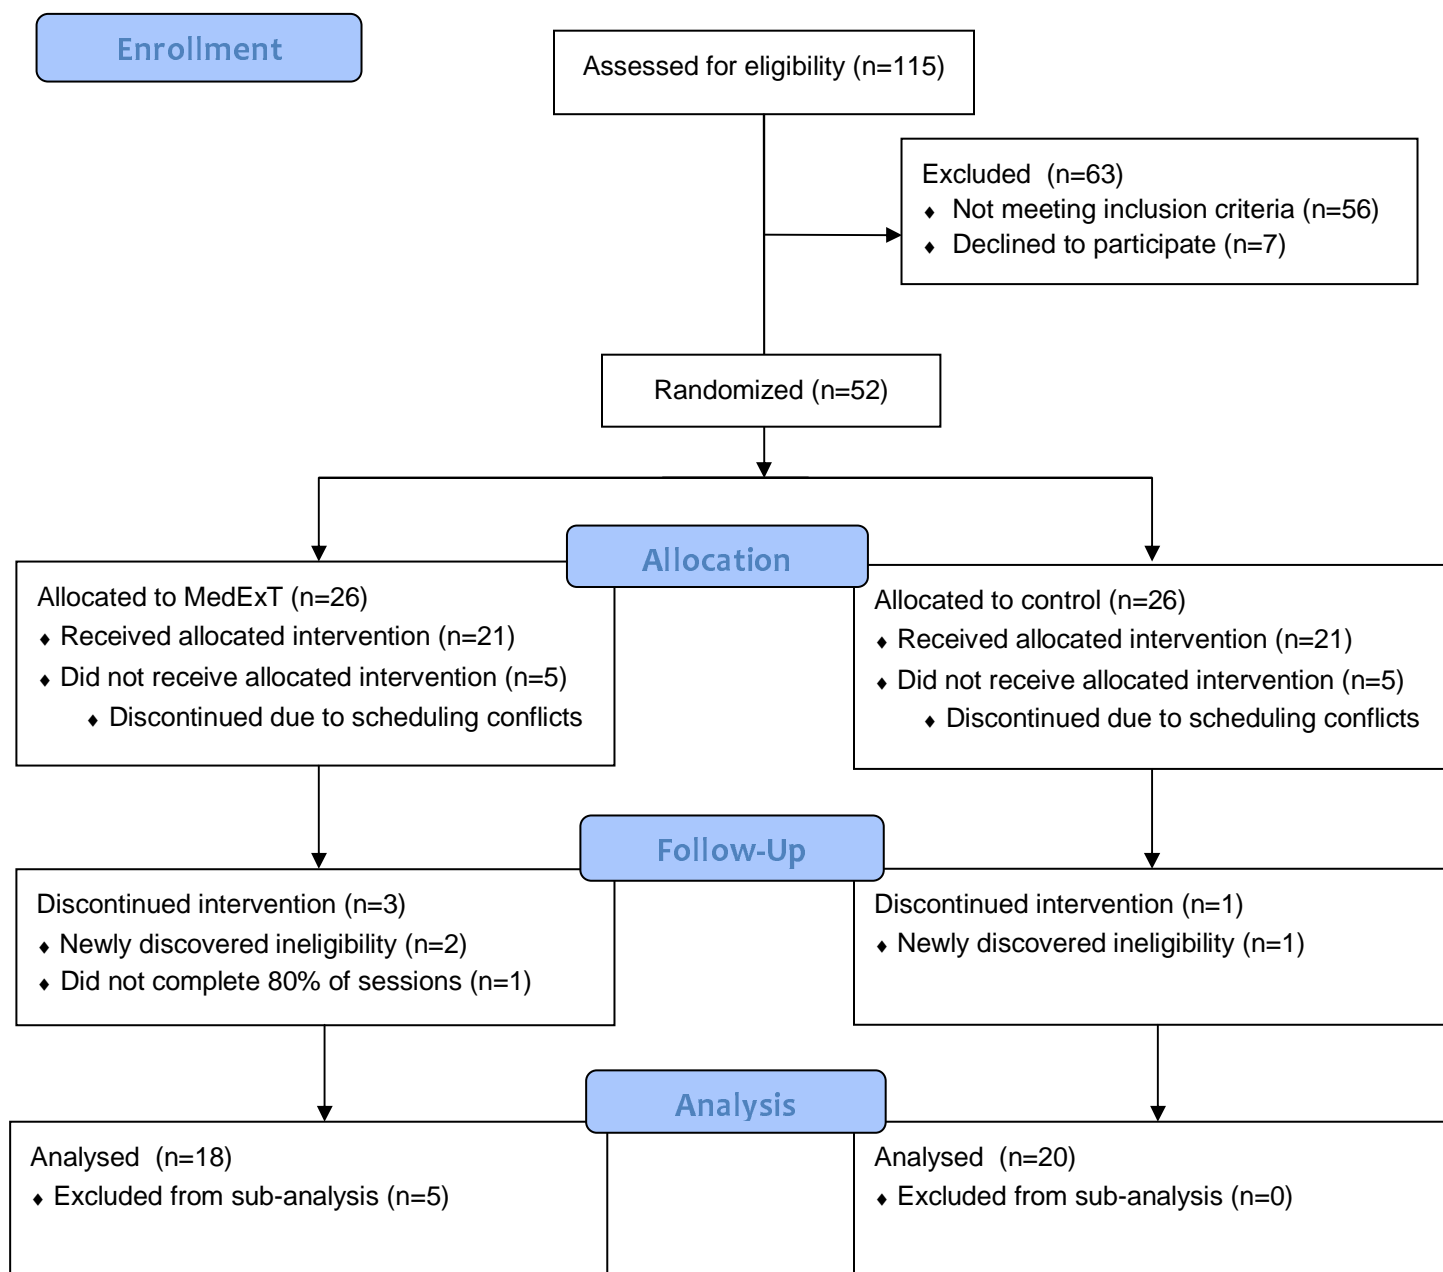 Enrollment
Assessed for eligibility (n=115)
Excluded (n=63)
♦ Not meeting inclusion criteria (n=56)
♦ Declined to participate (n=7)
Randomized (n=52)
Allocation
Allocated to MedExT (n=26)
♦ Received allocated intervention (n=21)
♦ Did not receive allocated intervention (n=5)
♦ Discontinued due to scheduling conflicts
Allocated to control (n=26)
♦ Received allocated intervention (n=21)
♦ Did not receive allocated intervention (n=5)
♦ Discontinued due to scheduling conflicts
Follow-Up
Discontinued intervention (n=3)
♦ Newly discovered ineligibility (n=2)
♦ Did not complete 80% of sessions (n=1)
Discontinued intervention (n=1)
♦ Newly discovered ineligibility (n=1)
Analysis
Analysed (n=18)
♦ Excluded from sub-analysis (n=5)
Analysed (n=20)
♦ Excluded from sub-analysis (n=0)